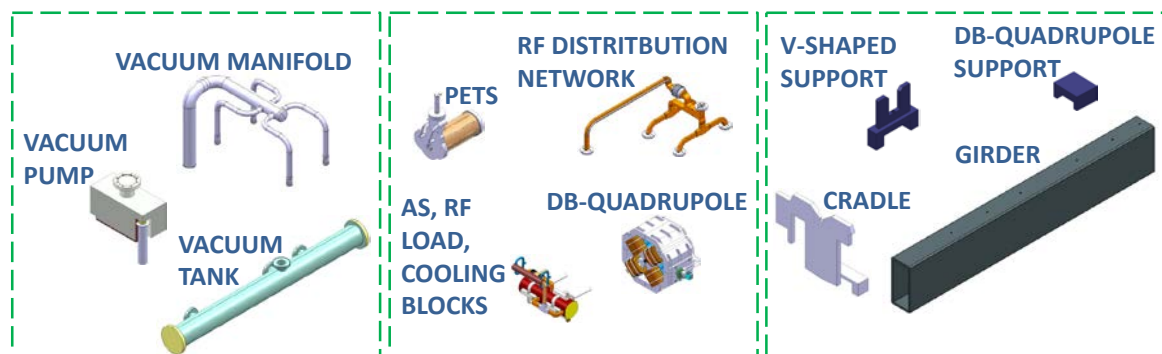 VACUUM MANIFOLD
VACUUM
PUMP
VACUUM
TANK
RF DISTRITBUTION
NETWORK
PETS
AS, RF
LOAD,
COOLING
BLOCKS
DB-QUADRUPOLE
V-SHAPED
SUPPORT
DB-QUADRUPOLE
SUPPORT
GIRDER
CRADLE